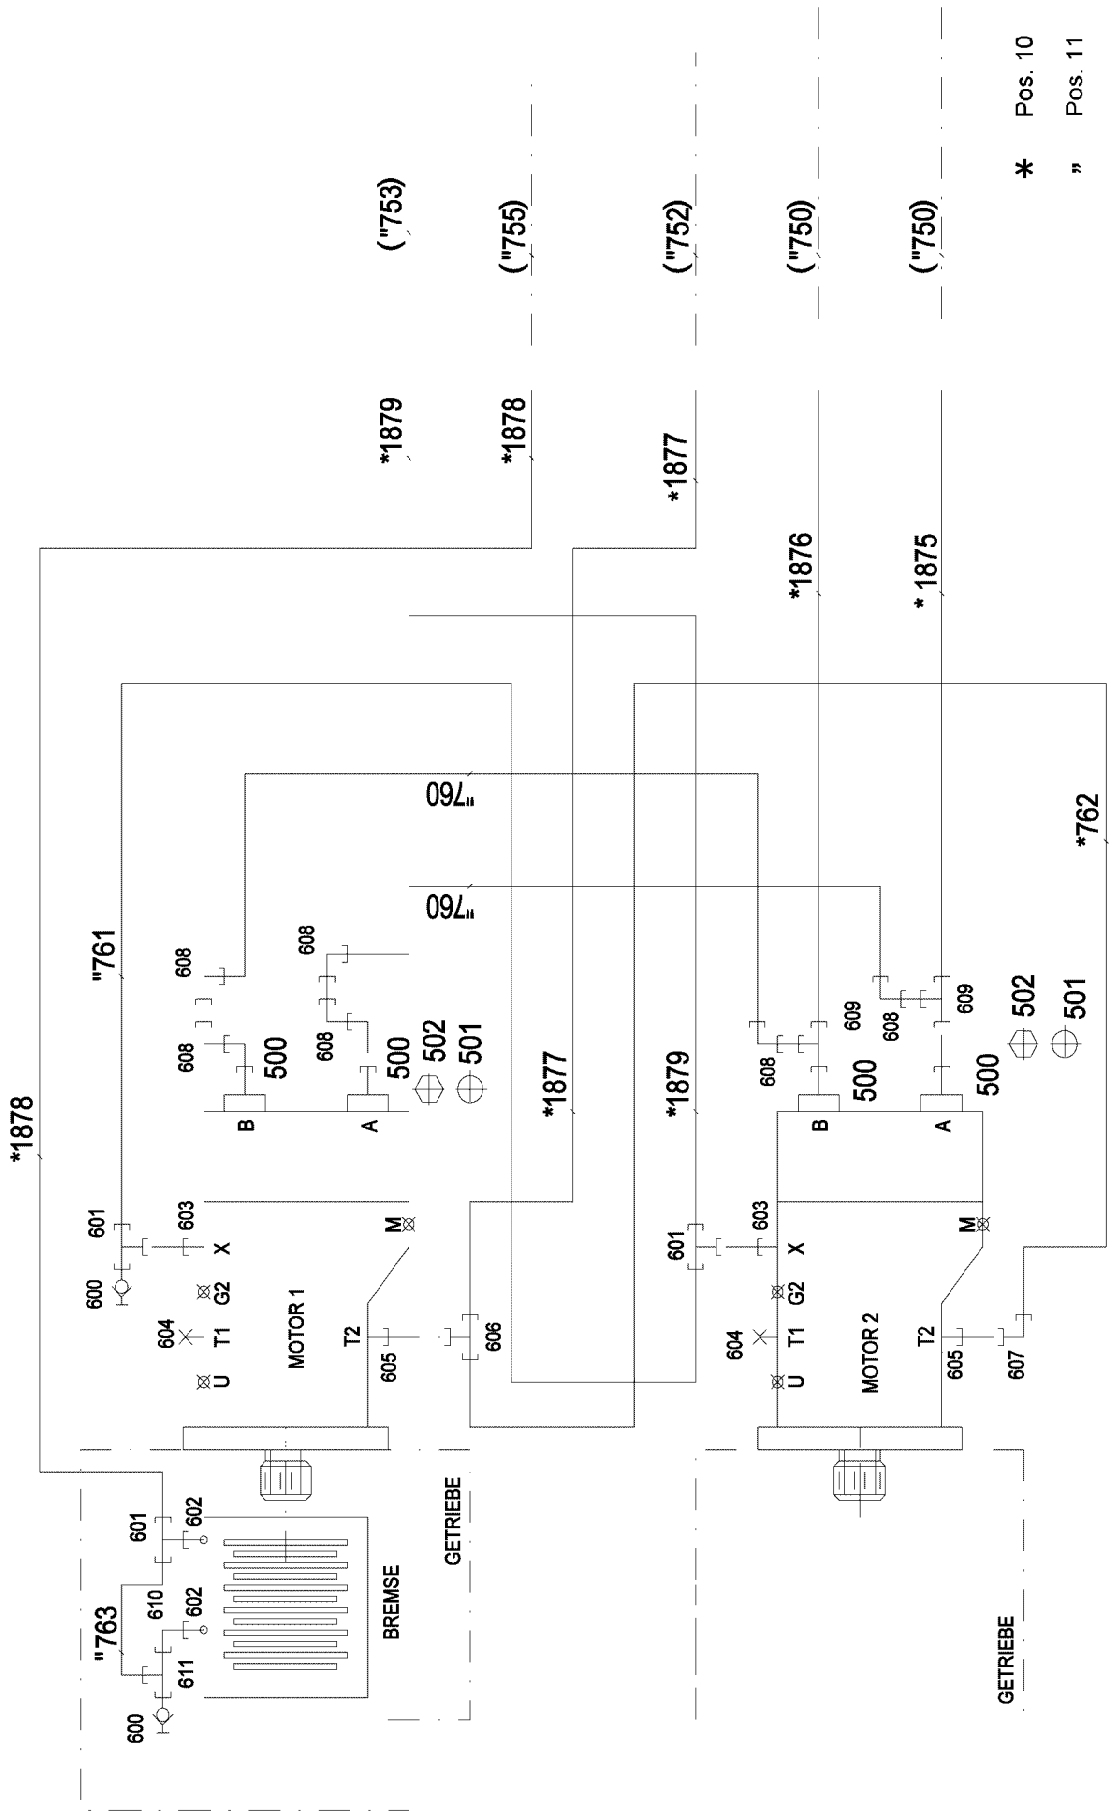 * Pos. 10
" Pos. 11
("753)
("755)
("752)
("750)
("750)
*1879
*1878
*1877
*1876
* 1875
"760
"760
*762
"761
608
608
608
608
500
500
502
501
B
A
*1878
*1877
*1879
608
609
608
609
500
500
502
501
B
A
601
600
603
X
G2
604
T1
U
M
MOTOR 1
T2
605
606
601
603
X
G2
604
T1
U
M
MOTOR 2
T2
605
607
601
602
610
602
"763
611
600
BREMSE
GETRIEBE
GETRIEBE